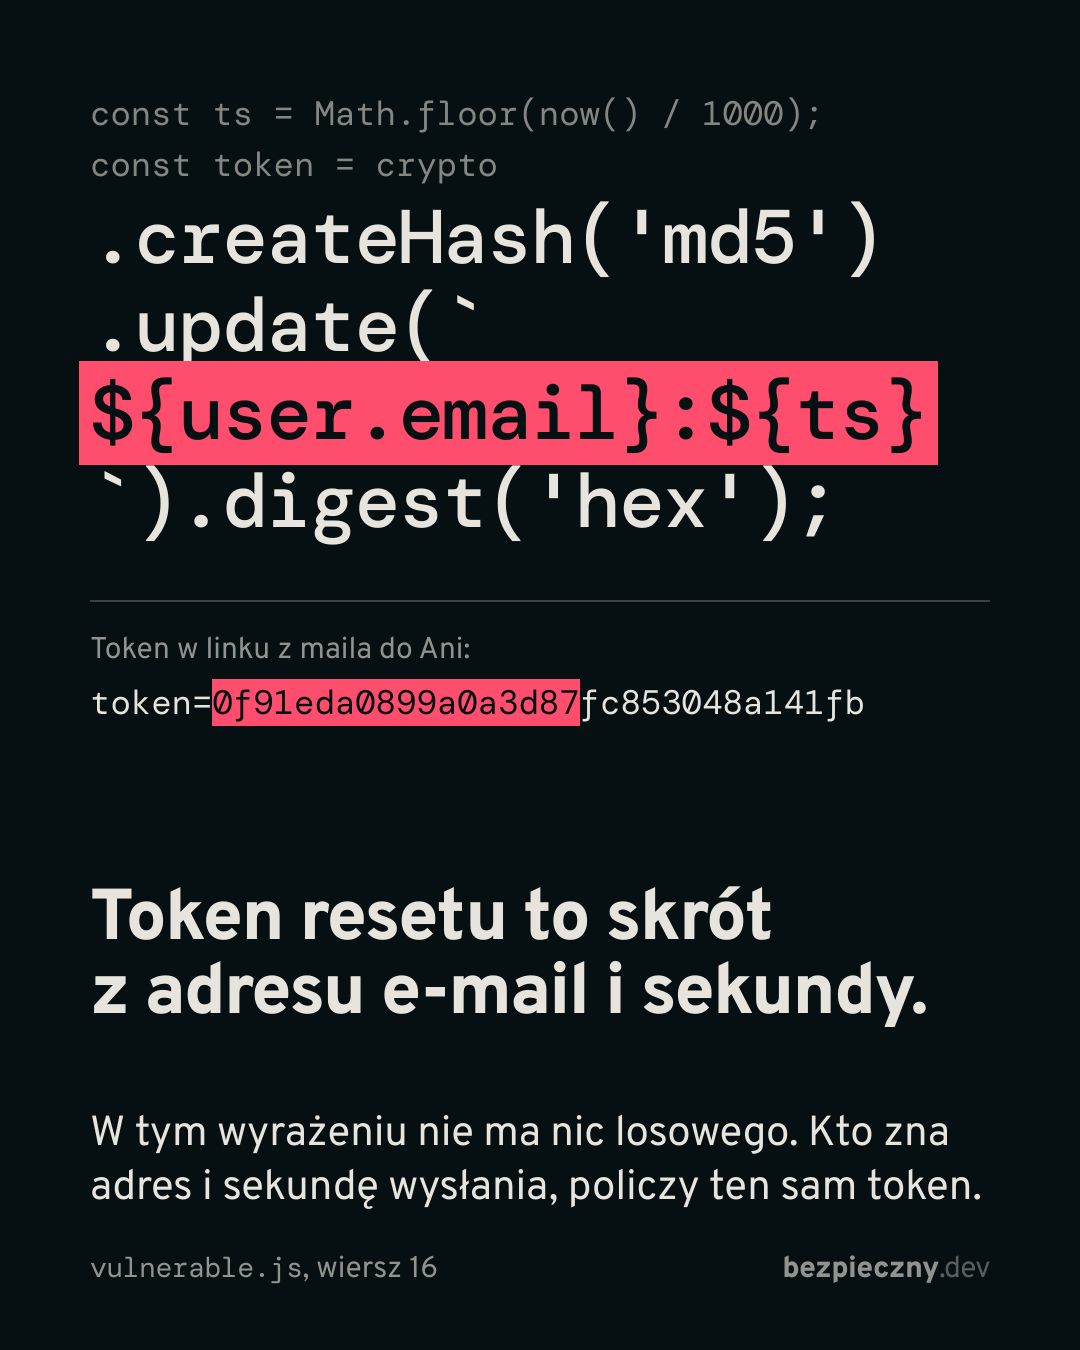 const ts = Math.floor(now() / 1000);
const token = crypto
.createHash('md5')
.update(`
${user.email}:${ts}
`).digest('hex');
Token w linku z maila do Ani:
token=0f91eda0899a0a3d87fc853048a141fb
Token resetu to skrót
z adresu e-mail i sekundy.
W tym wyrażeniu nie ma nic losowego. Kto zna
adres i sekundę wysłania, policzy ten sam token.
vulnerable.js, wiersz 16
bezpieczny.dev